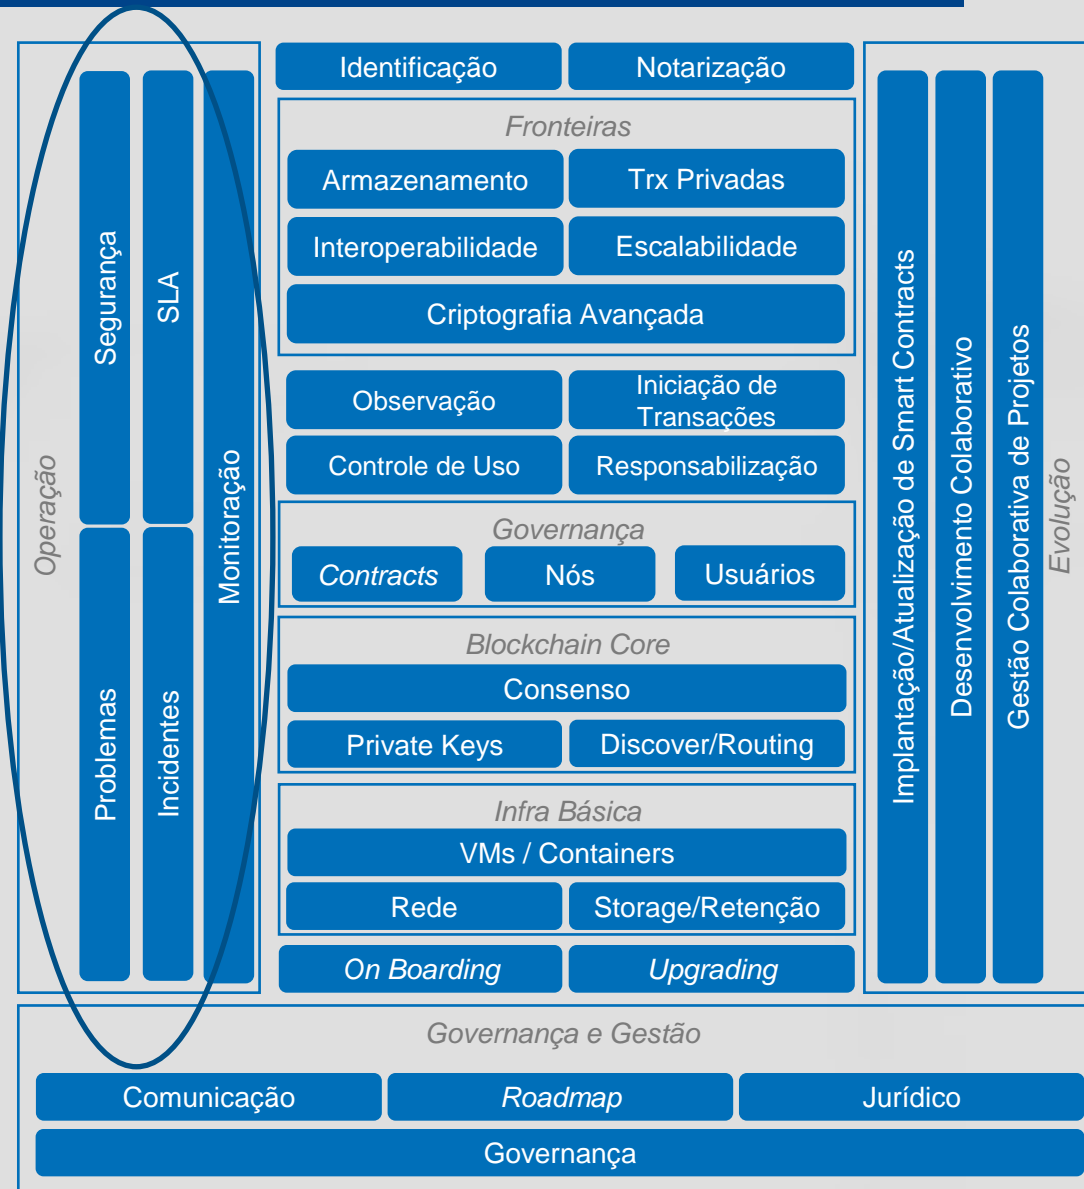 Operação
Segurança
SLA
Problemas
Incidentes
Monitoração
Identificação
Notarização
Fronteiras
Armazenamento
Trx Privadas
Interoperabilidade
Escalabilidade
Criptografia Avançada
Observação
Iniciação de
Transações
Controle de Uso
Responsabilização
Governança
Contracts
Nós
Usuários
Blockchain Core
Consenso
Private Keys
Discover/Routing
Infra Básica
VMs / Containers
Rede
Storage/Retenção
On Boarding
Upgrading
Implantação/Atualização de Smart Contracts
Desenvolvimento Colaborativo
Gestão Colaborativa de Projetos
Evolução
Governança e Gestão
Comunicação
Roadmap
Jurídico
Governança